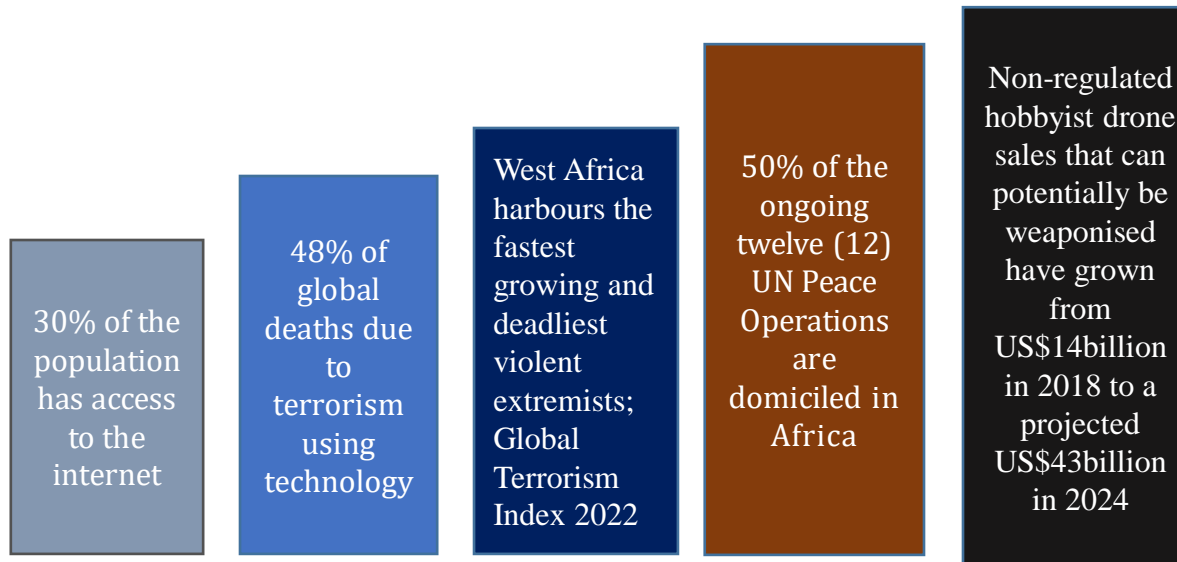 30% of the
population
has access
to the
internet
48% of
global
deaths due
to
terrorism
using
technology
West Africa
harbours the
fastest
growing and
deadliest
violent
extremists;
Global
Terrorism
Index 2022
50% of the
ongoing
twelve (12)
UN Peace
Operations
are
domiciled in
Africa
Non-regulated
hobbyist drone
sales that can
potentially be
weaponised
have grown
from
US$14billion
in 2018 to a
projected
US$43billion
in 2024